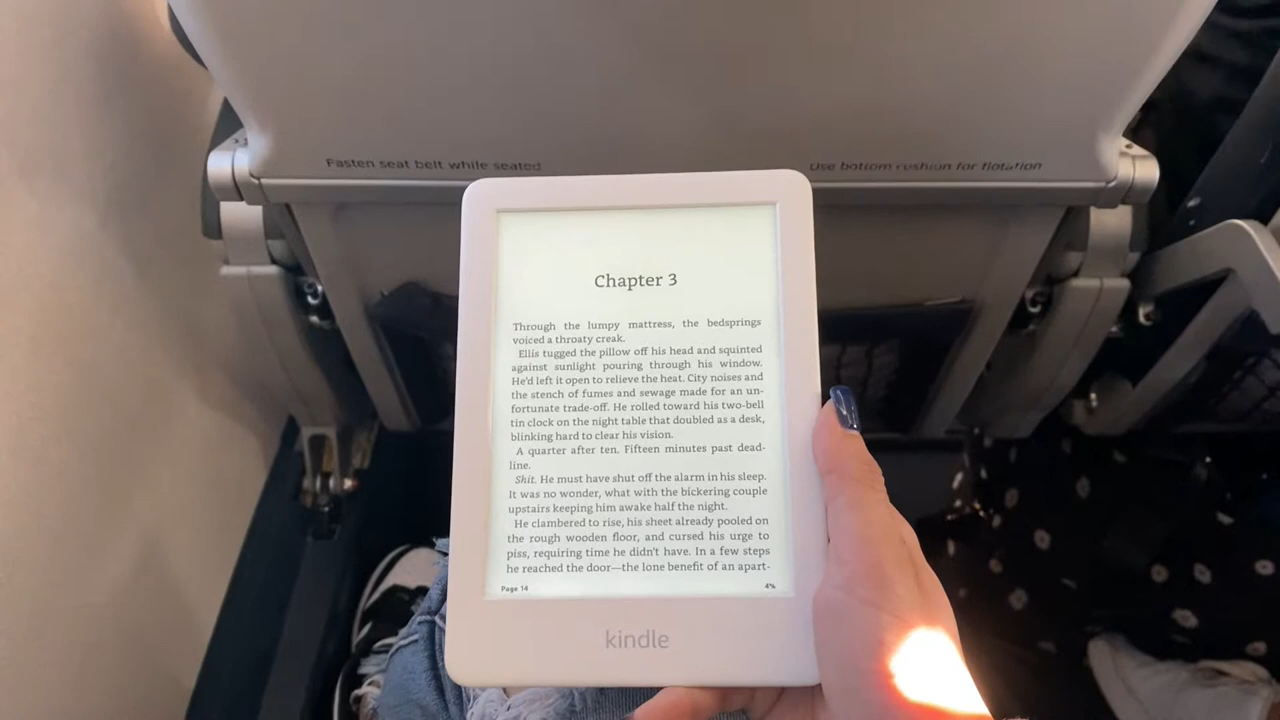 Fasten seat belt while seated
Use bottom cushion for flotation
Chapter 3
Through the lumpy mattress, the bedsprings
voiced a throaty creak.
Ellis tugged the pillow off his head and squinted
against sunlight pouring through his window.
He'd left it open to relieve the heat. City noises and
the stench of fumes and sewage made for an un-
fortunate trade-off. He rolled toward his two-bell
tin clock on the night table that doubled as a desk,
blinking hard to clear his vision.
A quarter after ten. Fifteen minutes past dead-
line.
Shit. He must have shut off the alarm in his sleep.
It was no wonder, what with the bickering couple
upstairs keeping him awake half the night.
He clambered to rise, his sheet already pooled on
the rough wooden floor, and cursed his urge to
piss, requiring time he didn't have. In a few steps
he reached the door—the lone benefit of an apart-
Page 14
4%
kindle